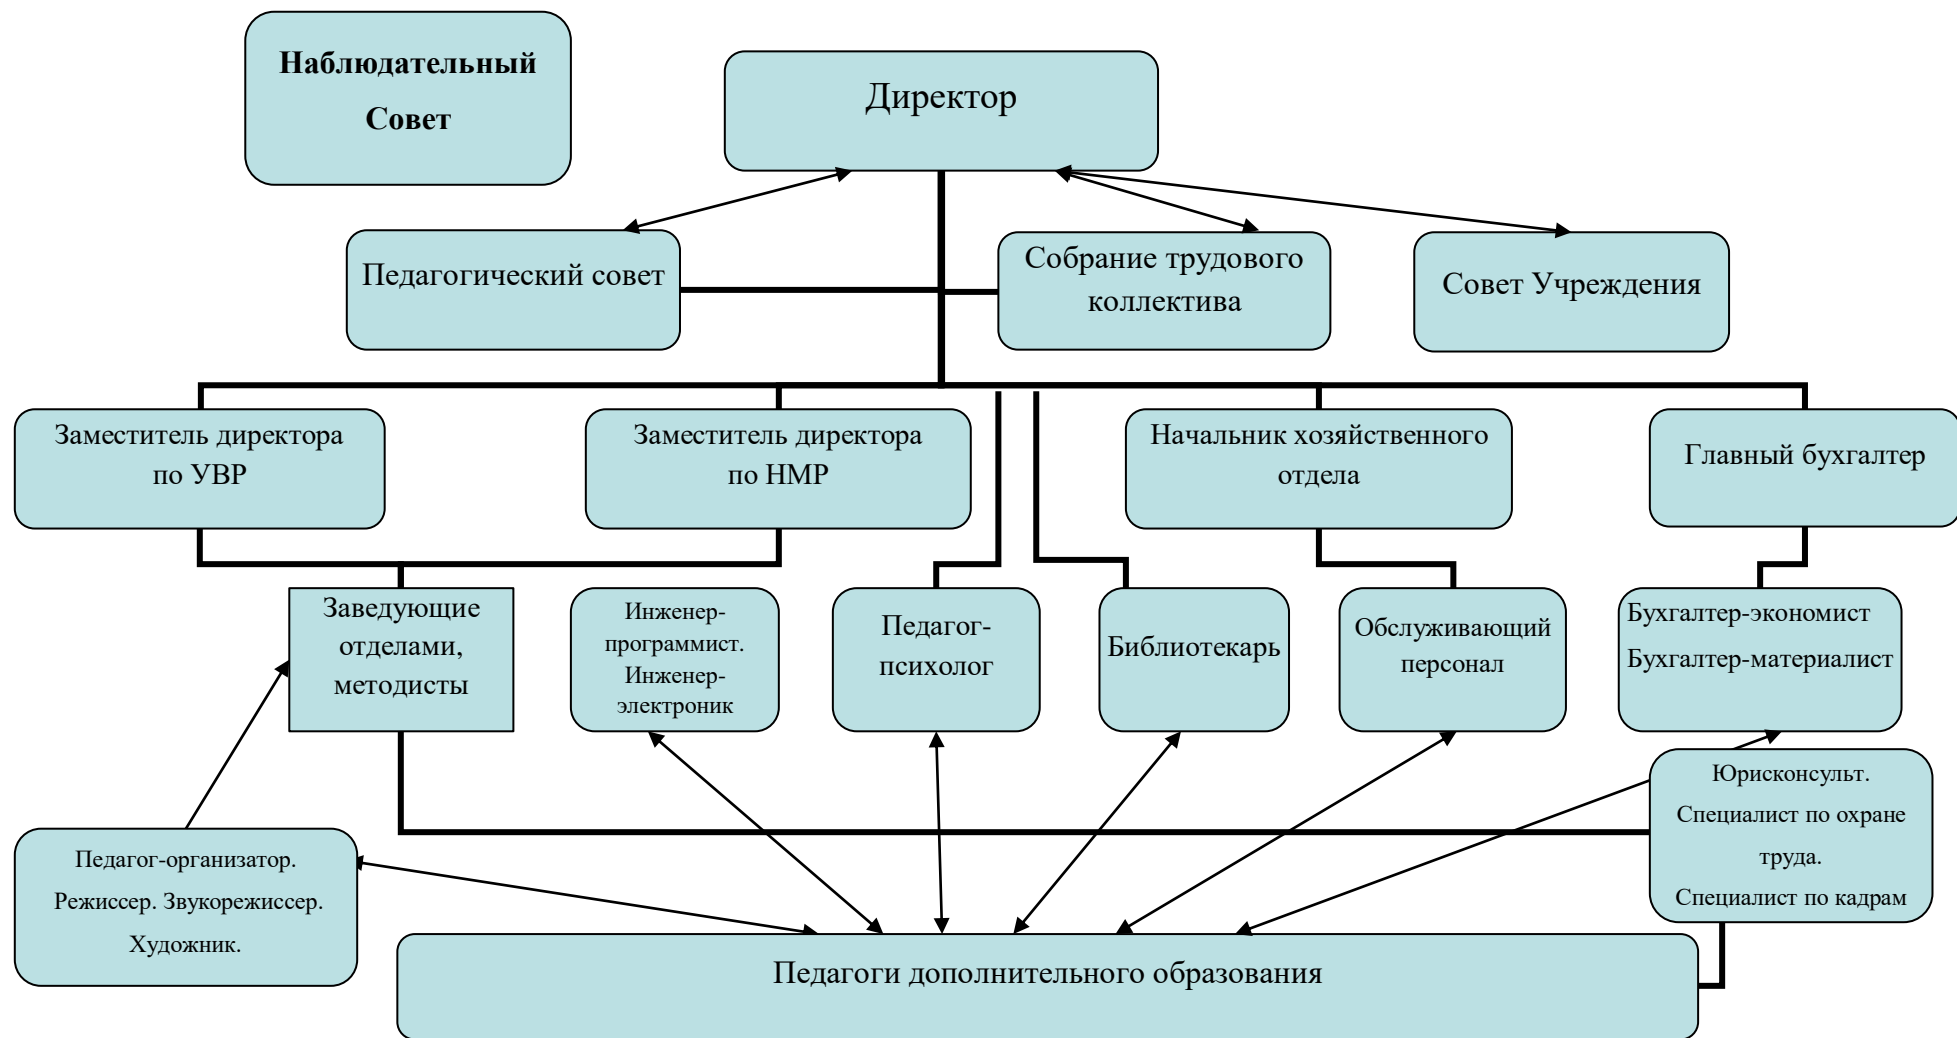 Наблюдательный
Совет
Директор
Педагогический совет
Собрание трудового
коллектива
Совет Учреждения
Заместитель директора
по УВР
Заместитель директора
по НМР
Начальник хозяйственного
отдела
Главный бухгалтер
Заведующие
отделами,
методисты
Инженер-
программист.
Инженер-
электроник
Педагог-
психолог
Библиотекарь
Обслуживающий
персонал
Бухгалтер-экономист
Бухгалтер-материалист
Юрисконсульт.
Специалист по охране
труда.
Специалист по кадрам
Педагог-организатор.
Режиссер. Звукорежиссер.
Художник.
Педагоги дополнительного образования